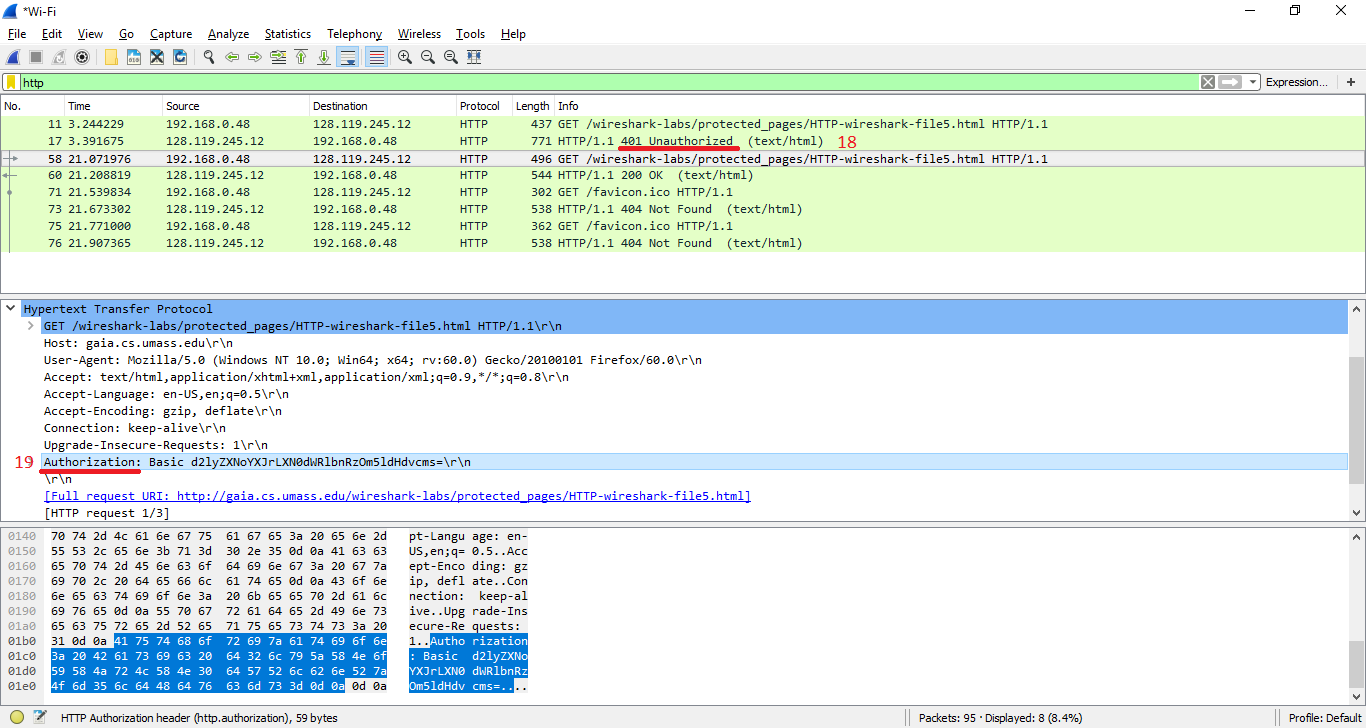 *Wi-Fi
File Edit View Go Capture Analyze Statistics Telephony Wireless Tools Help
http Expression... +
No. Time Source Destination Protocol Length Info
11 3.244229 192.168.0.48 128.119.245.12 HTTP 437 GET /wireshark-labs/protected_pages/HTTP-wireshark-file5.html HTTP/1.1
17 3.391675 128.119.245.12 192.168.0.48 HTTP 771 HTTP/1.1 401 Unauthorized (text/html) 18
58 21.071976 192.168.0.48 128.119.245.12 HTTP 496 GET /wireshark-labs/protected_pages/HTTP-wireshark-file5.html HTTP/1.1
60 21.208819 128.119.245.12 192.168.0.48 HTTP 544 HTTP/1.1 200 OK (text/html)
71 21.539834 192.168.0.48 128.119.245.12 HTTP 302 GET /favicon.ico HTTP/1.1
73 21.673302 128.119.245.12 192.168.0.48 HTTP 538 HTTP/1.1 404 Not Found (text/html)
75 21.771000 192.168.0.48 128.119.245.12 HTTP 362 GET /favicon.ico HTTP/1.1
76 21.907365 128.119.245.12 192.168.0.48 HTTP 538 HTTP/1.1 404 Not Found (text/html)
Hypertext Transfer Protocol
GET /wireshark-labs/protected_pages/HTTP-wireshark-file5.html HTTP/1.1\r\n
Host: gaia.cs.umass.edu\r\n
User-Agent: Mozilla/5.0 (Windows NT 10.0; Win64; x64; rv:60.0) Gecko/20100101 Firefox/60.0\r\n
Accept: text/html,application/xhtml+xml,application/xml;q=0.9,*/*;q=0.8\r\n
Accept-Language: en-US,en;q=0.5\r\n
Accept-Encoding: gzip, deflate\r\n
Connection: keep-alive\r\n
Upgrade-Insecure-Requests: 1\r\n
19 Authorization: Basic d2lyZXNoYXJrLXN0dWRlbnRzOm5ldHdvcms=\r\n
\r\n
[Full request URI: http://gaia.cs.umass.edu/wireshark-labs/protected_pages/HTTP-wireshark-file5.html]
[HTTP request 1/3]
0140 70 74 2d 4c 61 6e 67 75 61 67 65 3a 20 65 6e 2d pt-Langu age: en-
0150 55 53 2c 65 6e 3b 71 3d 30 2e 35 0d 0a 41 63 63 US,en;q= 0.5..Acc
0160 65 70 74 2d 45 6e 63 6f 64 69 6e 67 3a 20 67 7a ept-Enco ding: gz
0170 69 70 2c 20 64 65 66 6c 61 74 65 0d 0a 43 6f 6e ip, defl ate..Con
0180 6e 65 63 74 69 6f 6e 3a 20 6b 65 65 70 2d 61 6c nection: keep-al
0190 69 76 65 0d 0a 55 70 67 72 61 64 65 2d 49 6e 73 ive..Upg rade-Ins
01a0 65 63 75 72 65 2d 52 65 71 75 65 73 74 73 3a 20 ecure-Re quests:
01b0 31 0d 0a 41 75 74 68 6f 72 69 7a 61 74 69 6f 6e 1..Autho rization
01c0 3a 20 42 61 73 69 63 20 64 32 6c 79 5a 58 4e 6f : Basic d2lyZXNo
01d0 59 58 4a 72 4c 58 4e 30 64 57 52 6c 62 6e 52 7a YXJrLXN0 dWRlbnRz
01e0 4f 6d 35 6c 64 48 64 76 63 6d 73 3d 0d 0a 0d 0a Om5ldHdv cms=....
HTTP Authorization header (http.authorization), 59 bytes Packets: 95 · Displayed: 8 (8.4%) Profile: Default